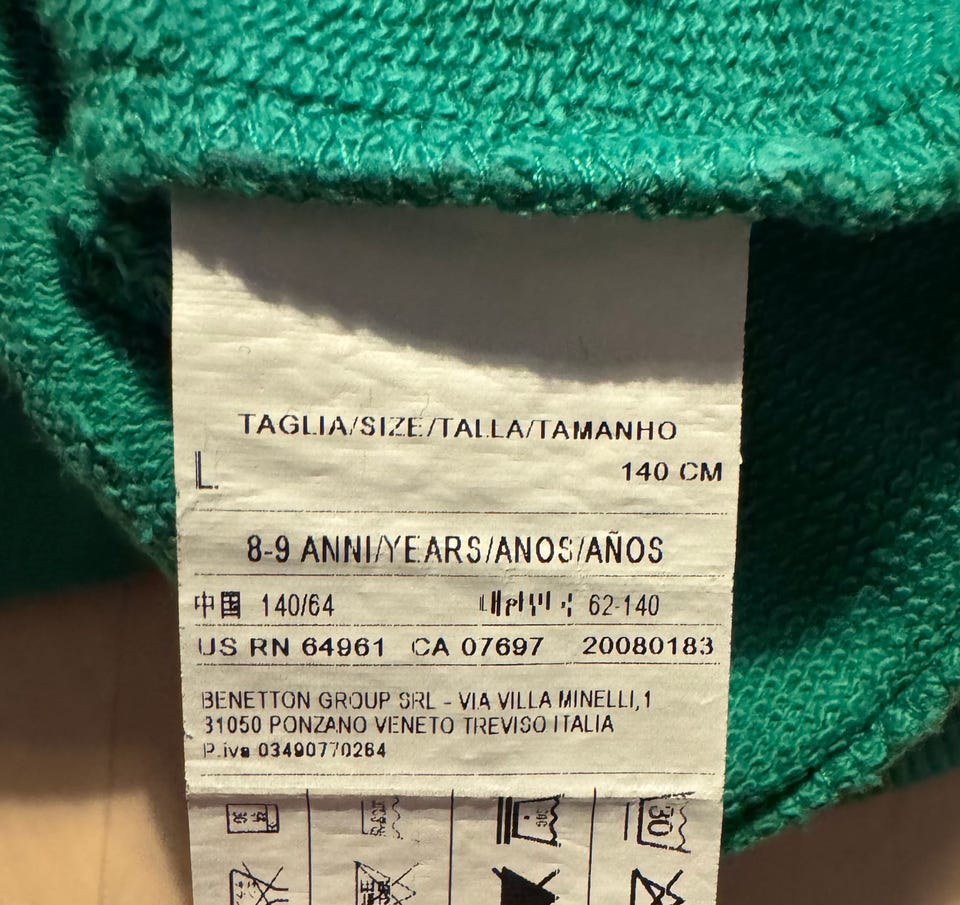 TAGLIA/SIZE/TALLA/TAMANHO
L 140 CM
8-9 ANNI/YEARS/ANOS/AÑOS
中国 140/64 62-140
US RN 64961 CA 07697 20080183
BENETTON GROUP SRL - VIA VILLA MINELLI,1
31050 PONZANO VENETO TREVISO ITALIA
P.iva 03490770264
30